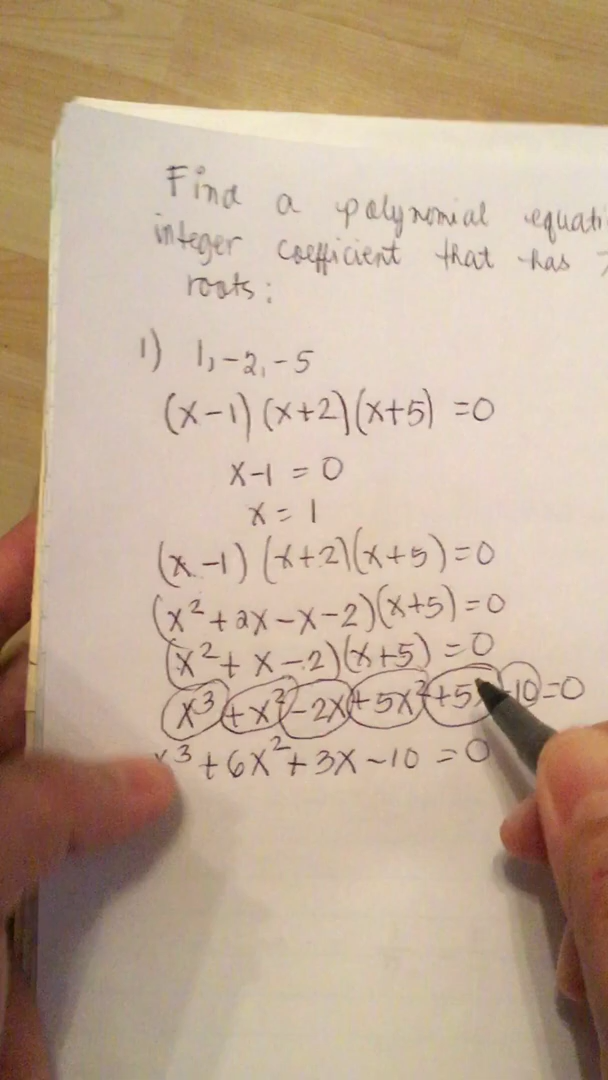 Find a polynomial equati
integer coefficient that has
roots:
1) 1, -2, -5
(x-1)(x+2)(x+5) =0
x-1 = 0
x = 1
(x-1)(x+2)(x+5)=0
(x²+2x-x-2)(x+5)=0
(x²+x-2)(x+5)=0
x³+x²-2x+5x²+5x-10=0
x³+6x²+3x-10=0